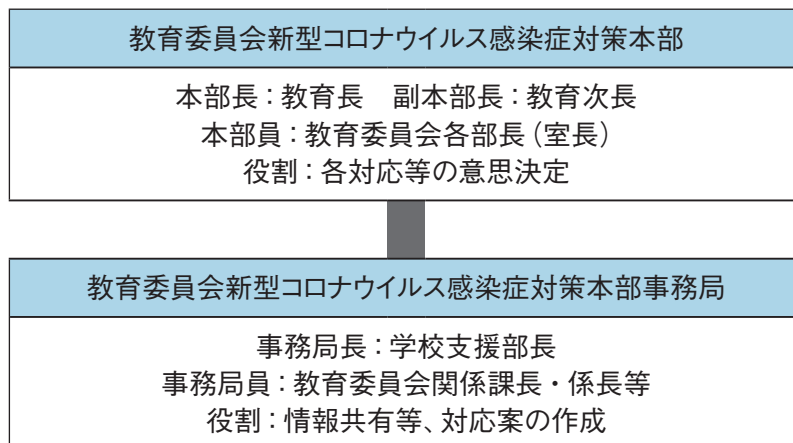 教育委員会新型コロナウイルス感染症対策本部
本部長：教育長　副本部長：教育次長
本部員：教育委員会各部長（室長）
役割：各対応等の意思決定
教育委員会新型コロナウイルス感染症対策本部事務局
事務局長：学校支援部長
事務局員：教育委員会関係課長・係長等
役割：情報共有等、対応案の作成